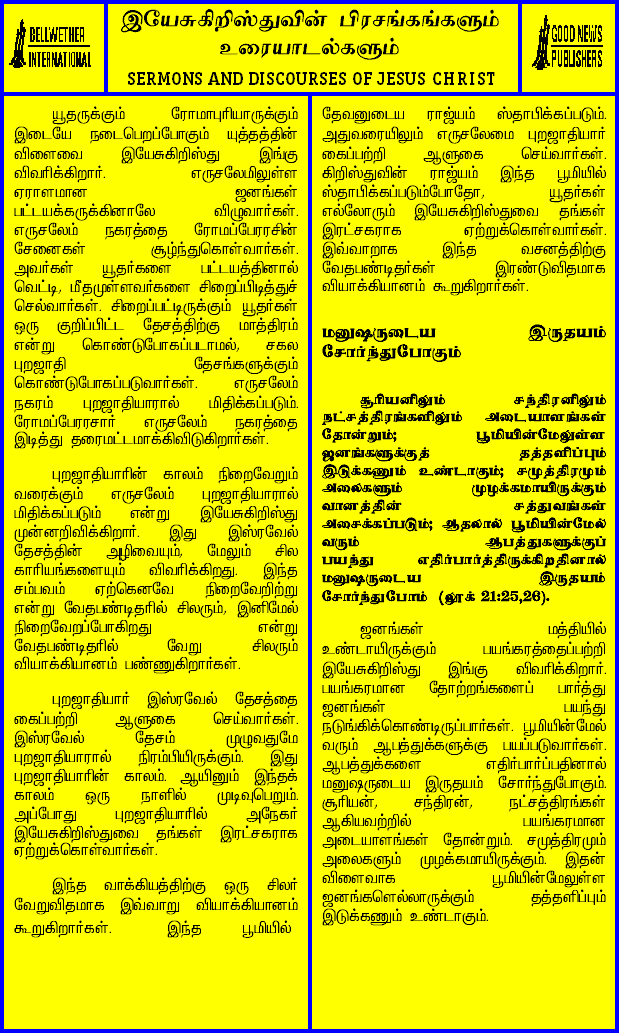 BELLWETHER
INTERNATIONAL
இயேசுகிறிஸ்துவின் பிரசங்கங்களும்
உரையாடல்களும்
SERMONS AND DISCOURSES OF JESUS CHRIST
GOOD NEWS
PUBLISHERS
யூதருக்கும் ரோமாபுரியாருக்கும்
இடையே நடைபெறப்போகும் யுத்தத்தின்
விளைவை இயேசுகிறிஸ்து இங்கு
விவரிக்கிறார். எருசலேமிலுள்ள
ஏராளமான ஜனங்கள்
பட்டயக்கருக்கினாலே விழுவார்கள்.
எருசலேம் நகரத்தை ரோமப்பேரரசின்
சேனைகள் சூழ்ந்துகொள்வார்கள்.
அவர்கள் யூதர்களை பட்டயத்தினால்
வெட்டி, மீதமுள்ளவர்களை சிறைப்பிடித்துச்
செல்வார்கள். சிறைப்பட்டிருக்கும் யூதர்கள்
ஒரு குறிப்பிட்ட தேசத்திற்கு மாத்திரம்
என்று கொண்டுபோகப்படாமல், சகல
புறஜாதி தேசங்களுக்கும்
கொண்டுபோகப்படுவார்கள். எருசலேம்
நகரம் புறஜாதியாரால் மிதிக்கப்படும்.
ரோமப்பேரரசார் எருசலேம் நகரத்தை
இடித்து தரைமட்டமாக்கிவிடுகிறார்கள்.
புறஜாதியாரின் காலம் நிறைவேறும்
வரைக்கும் எருசலேம் புறஜாதியாரால்
மிதிக்கப்படும் என்று இயேசுகிறிஸ்து
முன்னறிவிக்கிறார். இது இஸ்ரவேல்
தேசத்தின் அழிவையும், மேலும் சில
காரியங்களையும் விவரிக்கிறது. இந்த
சம்பவம் ஏற்கெனவே நிறைவேறிற்று
என்று வேதபண்டிதரில் சிலரும், இனிமேல்
நிறைவேறப்போகிறது என்று
வேதபண்டிதரில் வேறு சிலரும்
வியாக்கியானம் பண்ணுகிறார்கள்.
புறஜாதியார் இஸ்ரவேல் தேசத்தை
கைப்பற்றி ஆளுகை செய்வார்கள்.
இஸ்ரவேல் தேசம் முழுவதுமே
புறஜாதியாரால் நிரம்பியிருக்கும். இது
புறஜாதியாரின் காலம். ஆயினும் இந்தக்
காலம் ஒரு நாளில் முடிவுபெறும்.
அப்போது புறஜாதியாரில் அநேகர்
இயேசுகிறிஸ்துவை தங்கள் இரட்சகராக
ஏற்றுக்கொள்வார்கள்.
இந்த வாக்கியத்திற்கு ஒரு சிலர்
வேறுவிதமாக இவ்வாறு வியாக்கியானம்
கூறுகிறார்கள். இந்த பூமியில்
தேவனுடைய ராஜ்யம் ஸ்தாபிக்கப்படும்.
அதுவரையிலும் எருசலேமை புறஜாதியார்
கைப்பற்றி ஆளுகை செய்வார்கள்.
கிறிஸ்துவின் ராஜ்யம் இந்த பூமியில்
ஸ்தாபிக்கப்படும்போதோ, யூதர்கள்
எல்லோரும் இயேசுகிறிஸ்துவை தங்கள்
இரட்சகராக ஏற்றுக்கொள்வார்கள்.
இவ்வாறாக இந்த வசனத்திற்கு
வேதபண்டிதர்கள் இரண்டுவிதமாக
வியாக்கியானம் கூறுகிறார்கள்.
மனுஷருடைய இருதயம்
சோர்ந்துபோகும்
சூரியனிலும் சந்திரனிலும்
நட்சத்திரங்களிலும் அடையாளங்கள்
தோன்றும்; பூமியின்மேலுள்ள
ஜனங்களுக்குத் தத்தளிப்பும்
இடுக்கணும் உண்டாகும்; சமுத்திரமும்
அலைகளும் முழக்கமாயிருக்கும்
வானத்தின் சத்துவங்கள்
அசைக்கப்படும்; ஆதலால் பூமியின்மேல்
வரும் ஆபத்துகளுக்குப்
பயந்து எதிர்பார்த்திருக்கிறதினால்
மனுஷருடைய இருதயம்
சோர்ந்துபோம் (லூக் 21:25,26).
ஜனங்கள் மத்தியில்
உண்டாயிருக்கும் பயங்கரத்தைப்பற்றி
இயேசுகிறிஸ்து இங்கு விவரிக்கிறார்.
பயங்கரமான தோற்றங்களைப் பார்த்து
ஜனங்கள் பயந்து
நடுங்கிக்கொண்டிருப்பார்கள். பூமியின்மேல்
வரும் ஆபத்துக்களுக்கு பயப்படுவார்கள்.
ஆபத்துக்களை எதிர்பார்ப்பதினால்
மனுஷருடைய இருதயம் சோர்ந்துபோகும்.
சூரியன், சந்திரன், நட்சத்திரங்கள்
ஆகியவற்றில் பயங்கரமான
அடையாளங்கள் தோன்றும். சமுத்திரமும்
அலைகளும் முழக்கமாயிருக்கும். இதன்
விளைவாக பூமியின்மேலுள்ள
ஜனங்களெல்லாருக்கும் தத்தளிப்பும்
இடுக்கணும் உண்டாகும்.